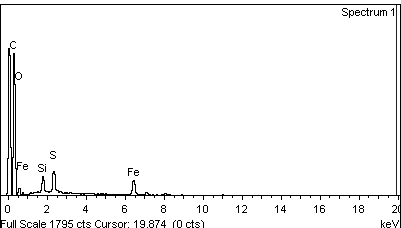 Spectrum 1
C
O
Fe
Si
S
Fe
0 2 4 6 8 10 12 14 16 18 20
Full Scale 1795 cts Cursor: 19.874 (0 cts)
keV